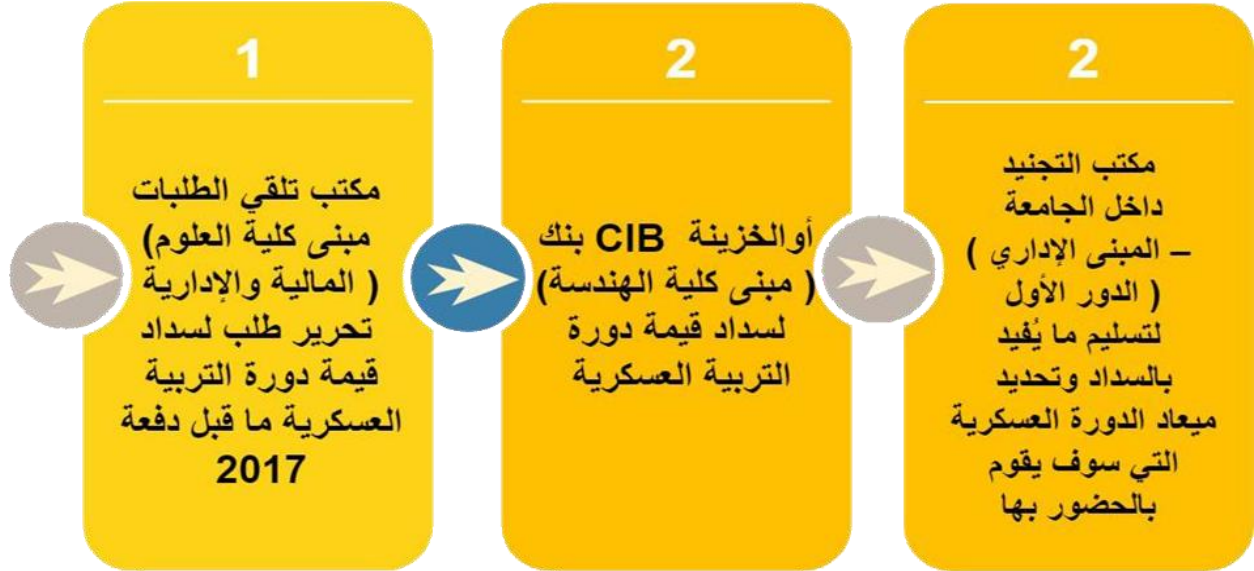 1
مكتب تلقي الطلبات
مبنى كلية العلوم)
( المالية والإدارية
تحرير طلب لسداد
قيمة دورة التربية
العسكرية ما قبل دفعة
2017
2
أوالخزينة CIB بنك
( مبنى كلية الهندسة)
لسداد قيمة دورة
التربية العسكرية
2
مكتب التجنيد
داخل الجامعة
– المبنى الإداري )
( الدور الأول
لتسليم ما يُفيد
بالسداد وتحديد
ميعاد الدورة العسكرية
التي سوف يقوم
بالحضور بها